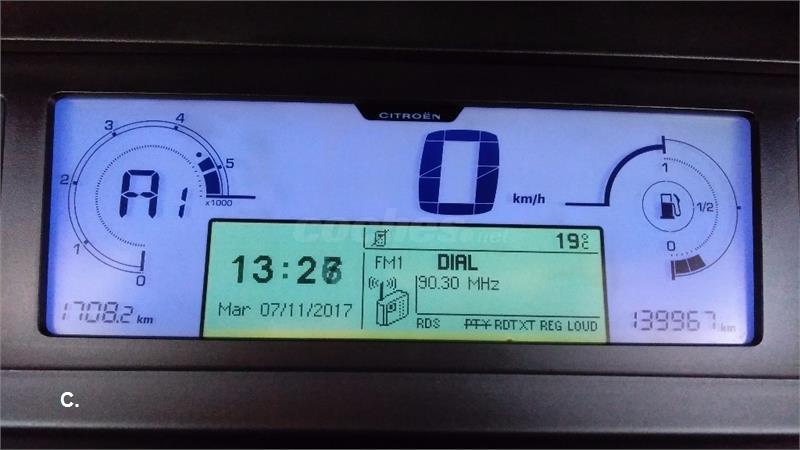 CITROËN
3 4
2 5
x1000
1
0
A1
0 km/h
1
1/2
0
19°C
13:26
FM1 DIAL
90.30 MHz
Mar 07/11/2017
RDS PTY RDTXT REG LOUD
1708.2 km
139967 km
C.